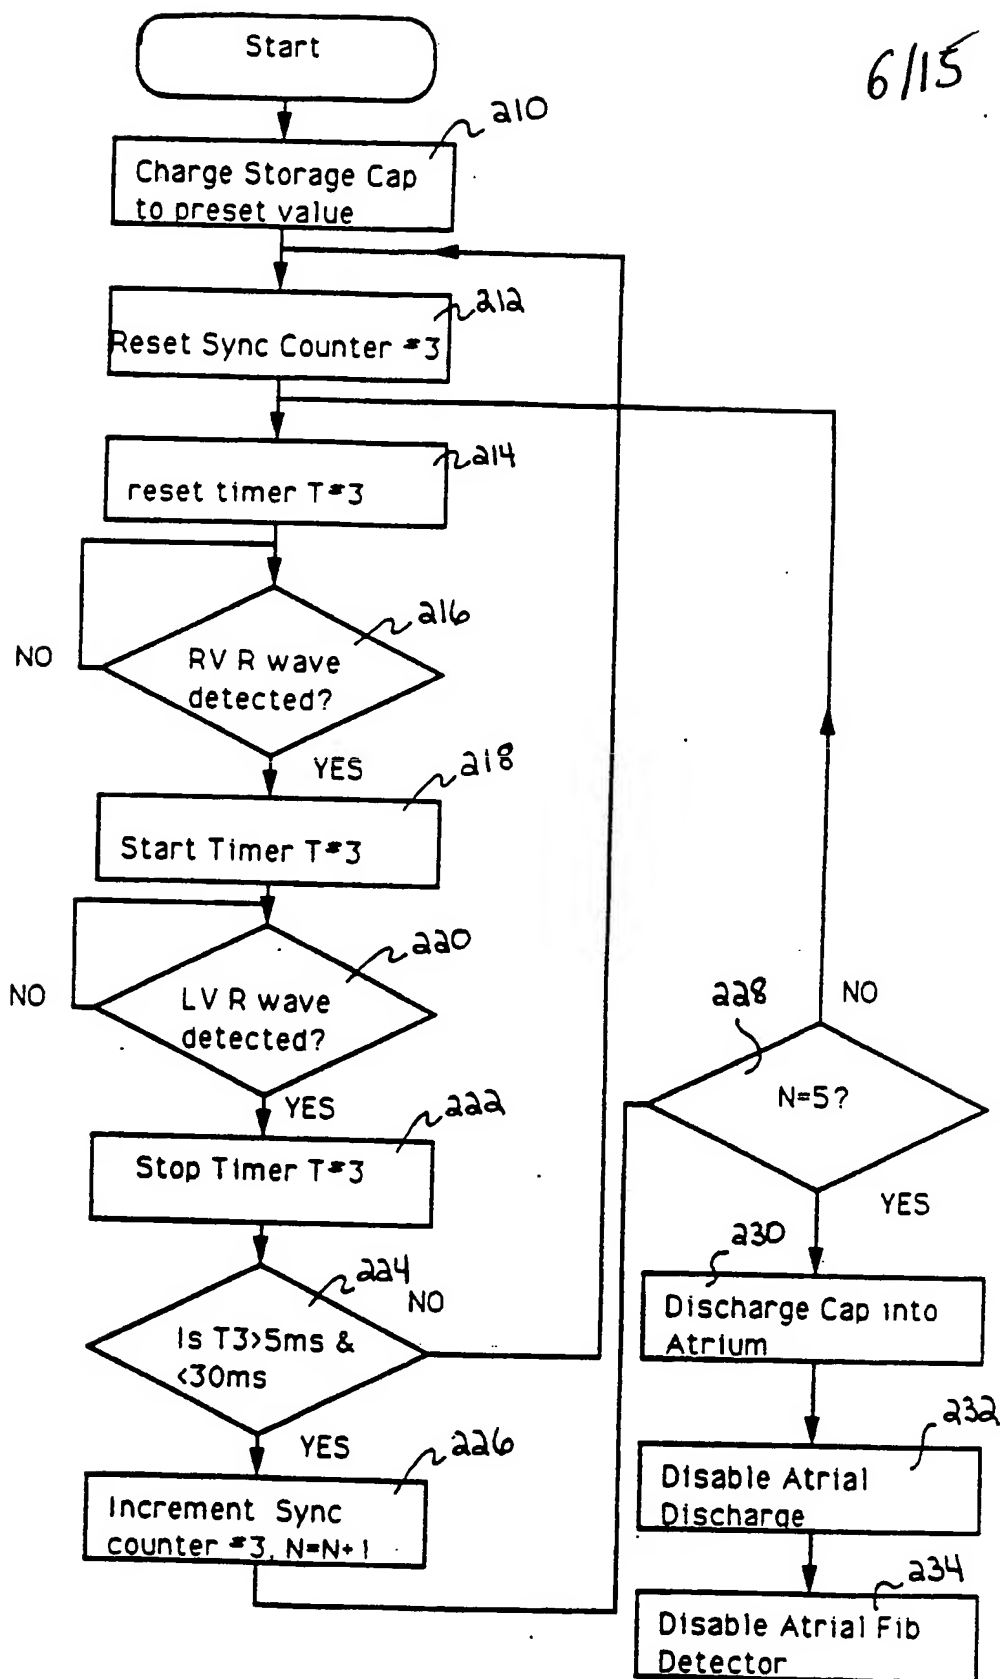 6/15
Start
210
Charge Storage Cap
to preset value
212
Reset Sync Counter #3
214
reset timer T#3
216
RV R wave
detected?
NO
YES
218
Start Timer T#3
220
LV R wave
detected?
NO
YES
222
Stop Timer T#3
224
NO
Is T3>5ms &
<30ms
YES
226
Increment Sync
counter #3, N=N+1
228
NO
N=5?
YES
230
Discharge Cap into
Atrium
232
Disable Atrial
Discharge
234
Disable Atrial Fib
Detector